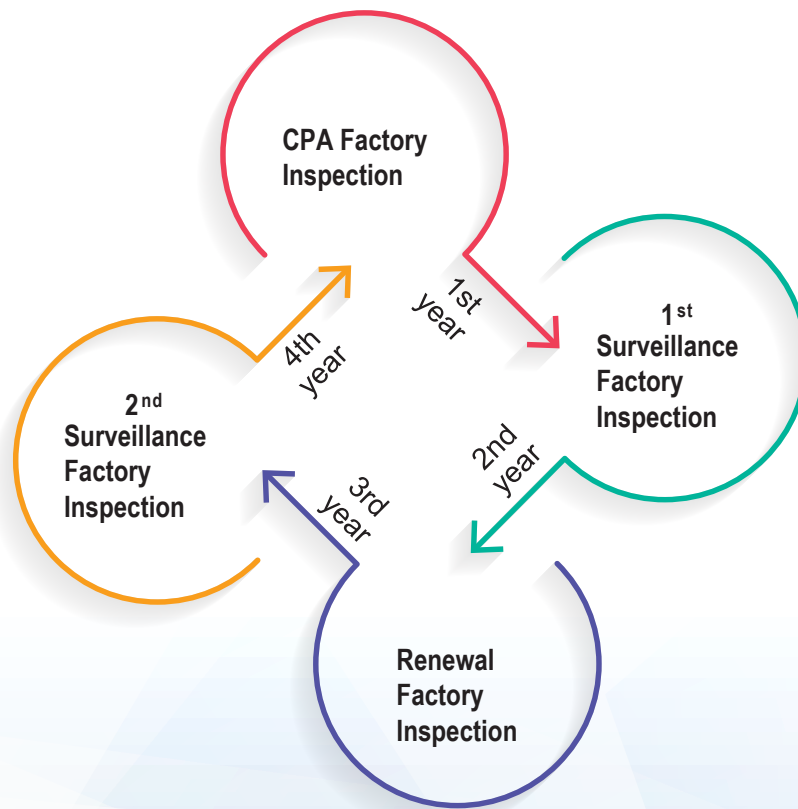 CPA Factory
Inspection
1st
year
1st
Surveillance
Factory
Inspection
2nd
year
Renewal
Factory
Inspection
3rd
year
2nd
Surveillance
Factory
Inspection
4th
year